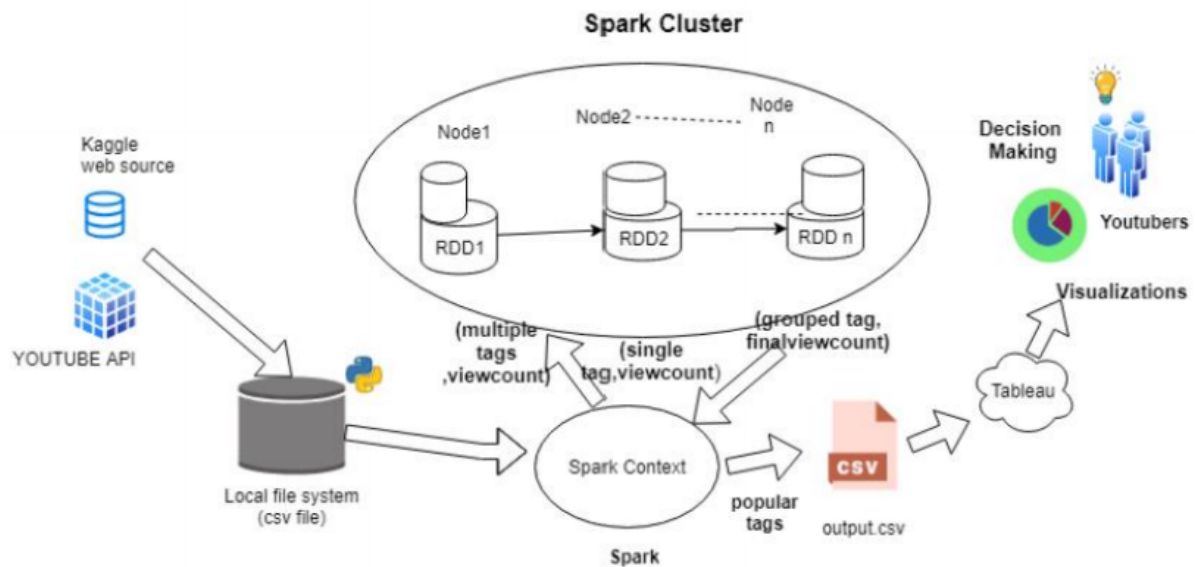 Spark Cluster
Node1
Node2
Node
n
RDD1
RDD2
RDD n
Kaggle
web source
YOUTUBE API
Local file system
(csv file)
(multiple
tags
,viewcount)
(single
tag,viewcount)
(grouped tag,
finalviewcount)
Spark Context
Spark
popular
tags
CSV
output.csv
Tableau
Visualizations
Decision
Making
Youtubers